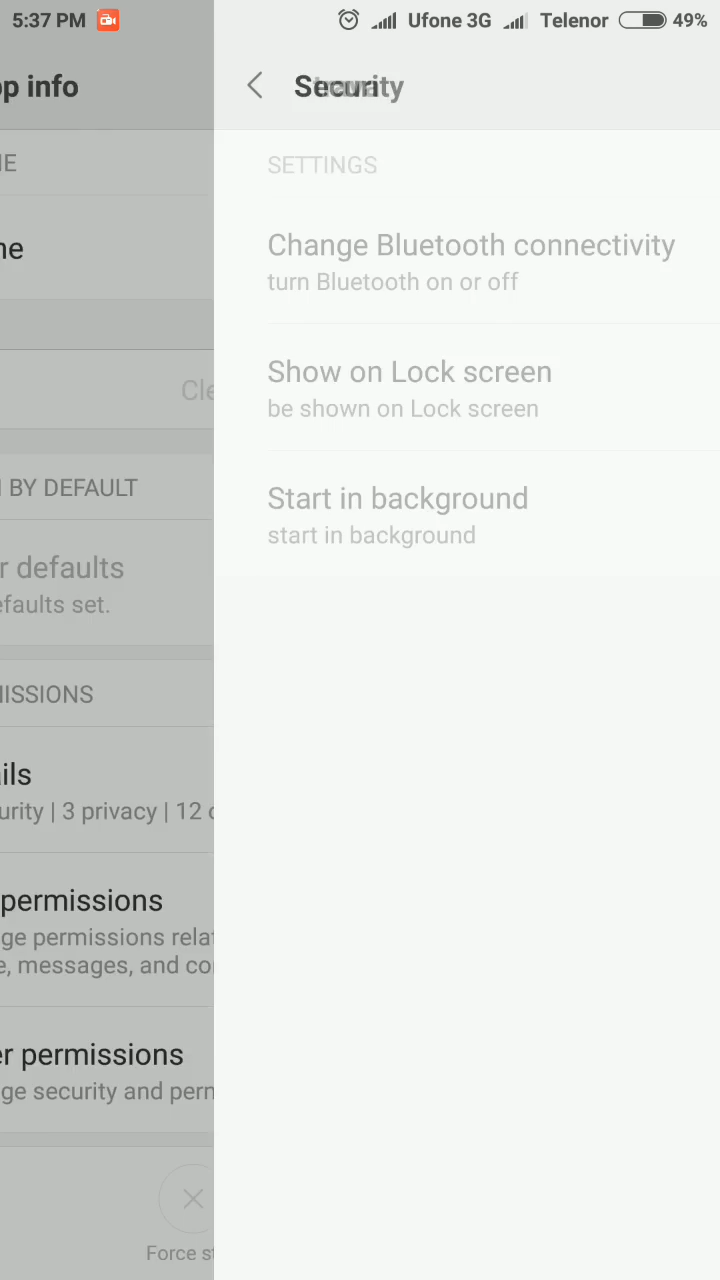 5:37 PM Ufone 3G Telenor 49%
pp info
Security
SETTINGS
Change Bluetooth connectivity
turn Bluetooth on or off
Show on Lock screen
be shown on Lock screen
Start in background
start in background
BY DEFAULT
r defaults
efaults set.
MISSIONS
ils
urity | 3 privacy | 12
permissions
ge permissions relat
e, messages, and co
er permissions
ge security and perm
Force st